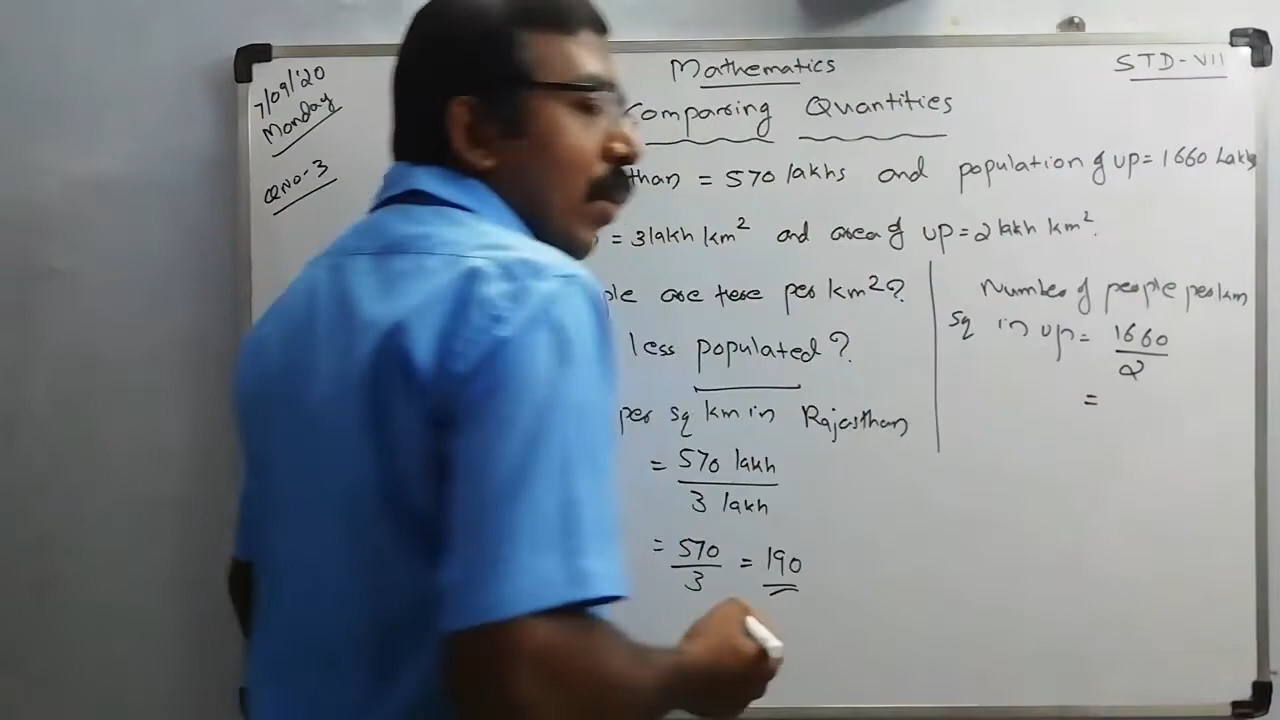 7/09/'20
Monday
QNO-3
Mathematics
STD-VII
Comparing Quantities
than = 570 lakhs and population of UP = 1660 Lakhs
= 3 lakh km² and area of UP = 2 lakh km².
ple are tere per km²?
less populated?
per sq km in Rajasthan
= 570 lakh / 3 lakh
= 570 / 3 = 190
Number of people per km
sq in up = 1660 / 2
=